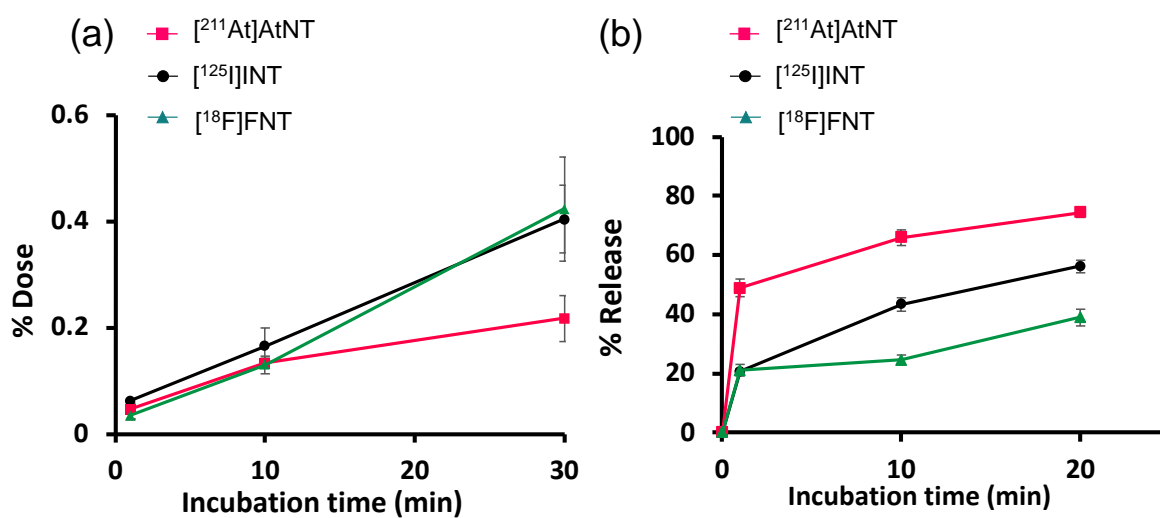 (a)
[²¹¹At]AtNT
[¹²⁵I]INT
[¹⁸F]FNT
0.6
0.4
0.2
0
% Dose
0 10 20 30
Incubation time (min)
(b)
[²¹¹At]AtNT
[¹²⁵I]INT
[¹⁸F]FNT
100
80
60
40
20
0
% Release
0 10 20
Incubation time (min)